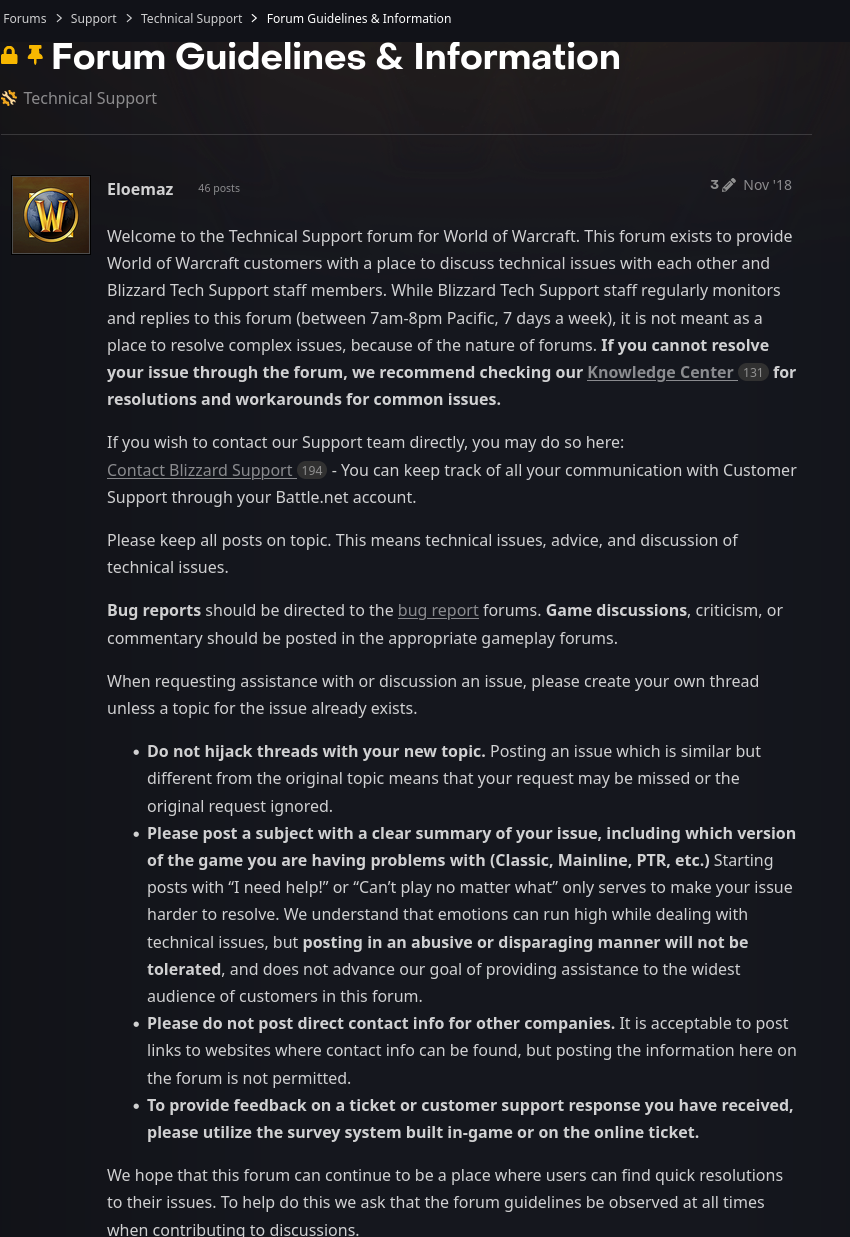 Forums > Support > Technical Support > Forum Guidelines & Information
Forum Guidelines & Information
Technical Support
Eloemaz 46 posts 3 Nov '18
W
Welcome to the Technical Support forum for World of Warcraft. This forum exists to provide
World of Warcraft customers with a place to discuss technical issues with each other and
Blizzard Tech Support staff members. While Blizzard Tech Support staff regularly monitors
and replies to this forum (between 7am-8pm Pacific, 7 days a week), it is not meant as a
place to resolve complex issues, because of the nature of forums. If you cannot resolve
your issue through the forum, we recommend checking our Knowledge Center 131 for
resolutions and workarounds for common issues.
If you wish to contact our Support team directly, you may do so here:
Contact Blizzard Support 194 - You can keep track of all your communication with Customer
Support through your Battle.net account.
Please keep all posts on topic. This means technical issues, advice, and discussion of
technical issues.
Bug reports should be directed to the bug report forums. Game discussions, criticism, or
commentary should be posted in the appropriate gameplay forums.
When requesting assistance with or discussion an issue, please create your own thread
unless a topic for the issue already exists.
• Do not hijack threads with your new topic. Posting an issue which is similar but
different from the original topic means that your request may be missed or the
original request ignored.
• Please post a subject with a clear summary of your issue, including which version
of the game you are having problems with (Classic, Mainline, PTR, etc.) Starting
posts with “I need help!” or “Can’t play no matter what” only serves to make your issue
harder to resolve. We understand that emotions can run high while dealing with
technical issues, but posting in an abusive or disparaging manner will not be
tolerated, and does not advance our goal of providing assistance to the widest
audience of customers in this forum.
• Please do not post direct contact info for other companies. It is acceptable to post
links to websites where contact info can be found, but posting the information here on
the forum is not permitted.
• To provide feedback on a ticket or customer support response you have received,
please utilize the survey system built in-game or on the online ticket.
We hope that this forum can continue to be a place where users can find quick resolutions
to their issues. To help do this we ask that the forum guidelines be observed at all times
when contributing to discussions.